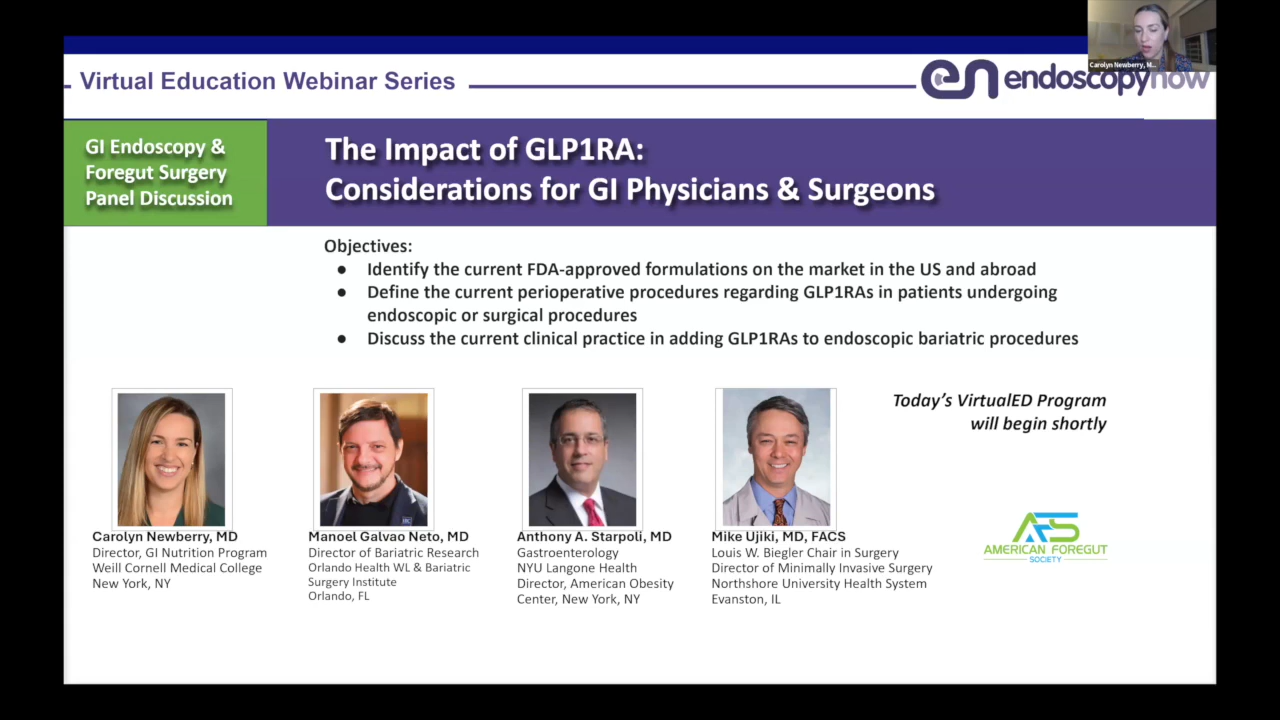 Carolyn Newberry, M...
Virtual Education Webinar Series
en endoscopynow
GI Endoscopy &
Foregut Surgery
Panel Discussion
The Impact of GLP1RA:
Considerations for GI Physicians & Surgeons
Objectives:
● Identify the current FDA-approved formulations on the market in the US and abroad
● Define the current perioperative procedures regarding GLP1RAs in patients undergoing
endoscopic or surgical procedures
● Discuss the current clinical practice in adding GLP1RAs to endoscopic bariatric procedures
Today's VirtualED Program
will begin shortly
Carolyn Newberry, MD
Director, GI Nutrition Program
Weill Cornell Medical College
New York, NY
Manoel Galvao Neto, MD
Director of Bariatric Research
Orlando Health WL & Bariatric
Surgery Institute
Orlando, FL
Anthony A. Starpoli, MD
Gastroenterology
NYU Langone Health
Director, American Obesity
Center, New York, NY
Mike Ujiki, MD, FACS
Louis W. Biegler Chair in Surgery
Director of Minimally Invasive Surgery
Northshore University Health System
Evanston, IL
AFS
AMERICAN FOREGUT
SOCIETY